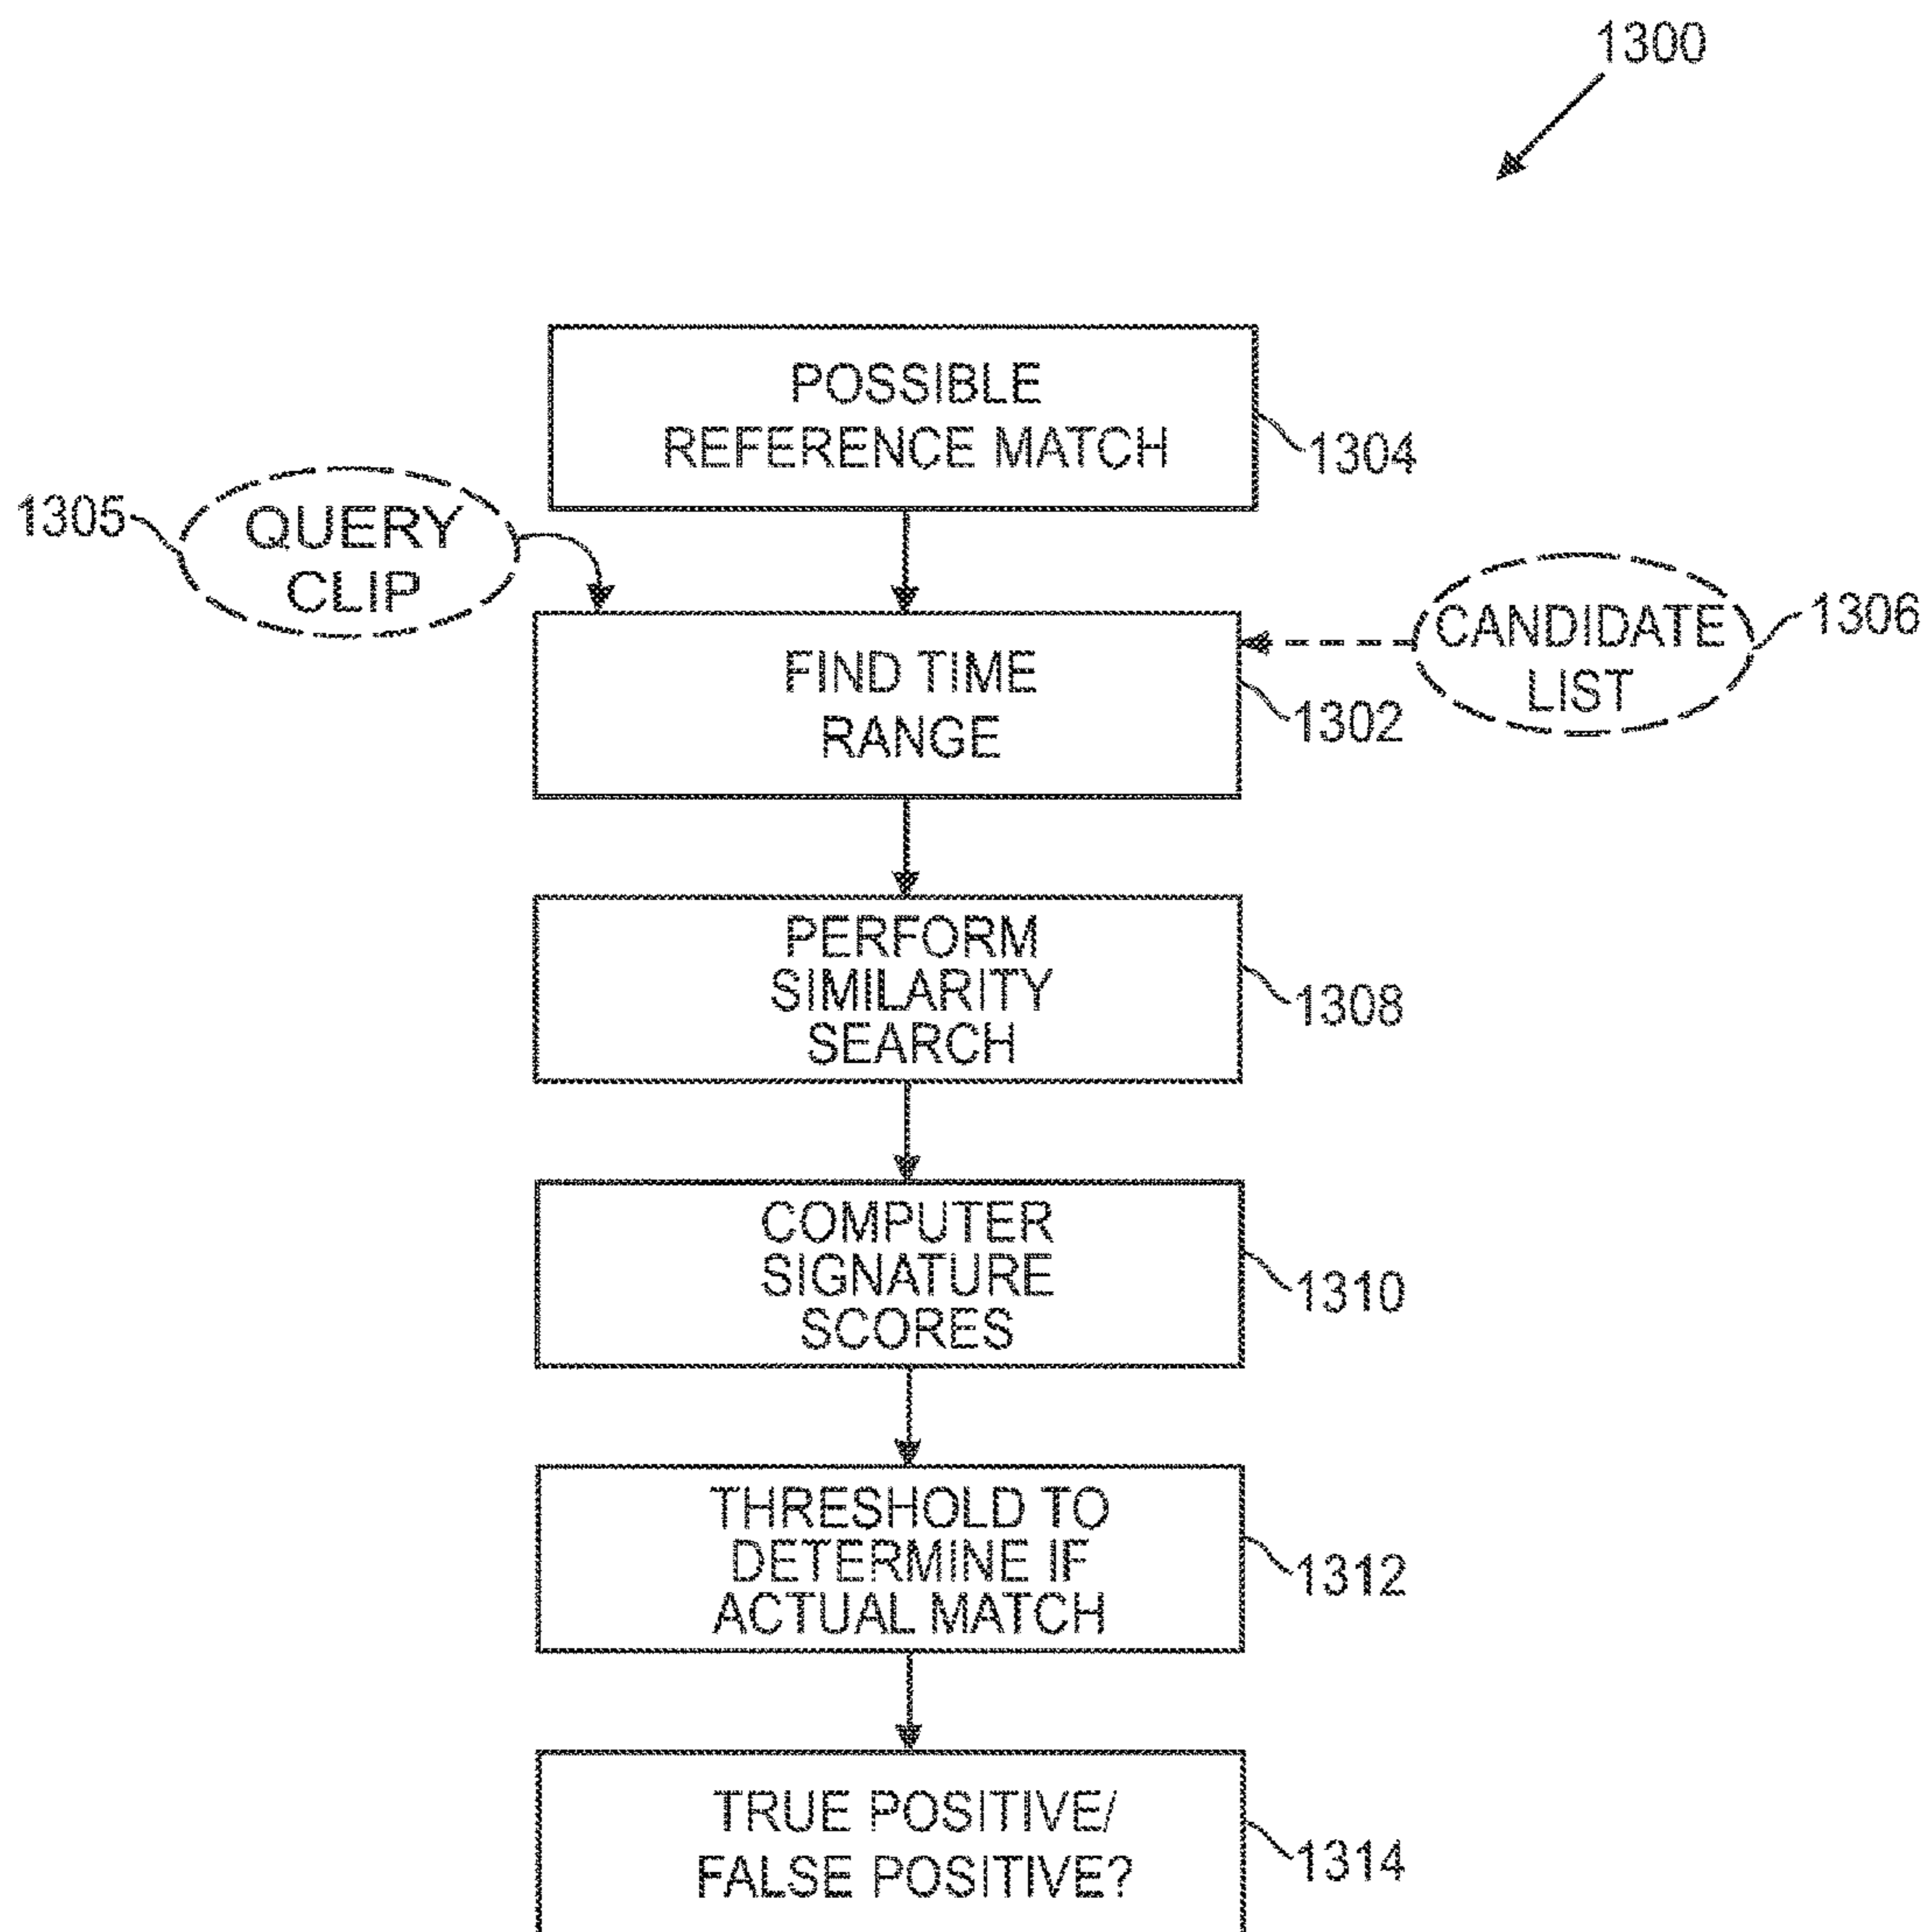 1300
POSSIBLE
REFERENCE MATCH
1304
1305
QUERY
CLIP
CANDIDATE
LIST
1306
FIND TIME
RANGE
1302
PERFORM
SIMILARITY
SEARCH
1308
COMPUTER
SIGNATURE
SCORES
1310
THRESHOLD TO
DETERMINE IF
ACTUAL MATCH
1312
TRUE POSITIVE/
FALSE POSITIVE?
1314